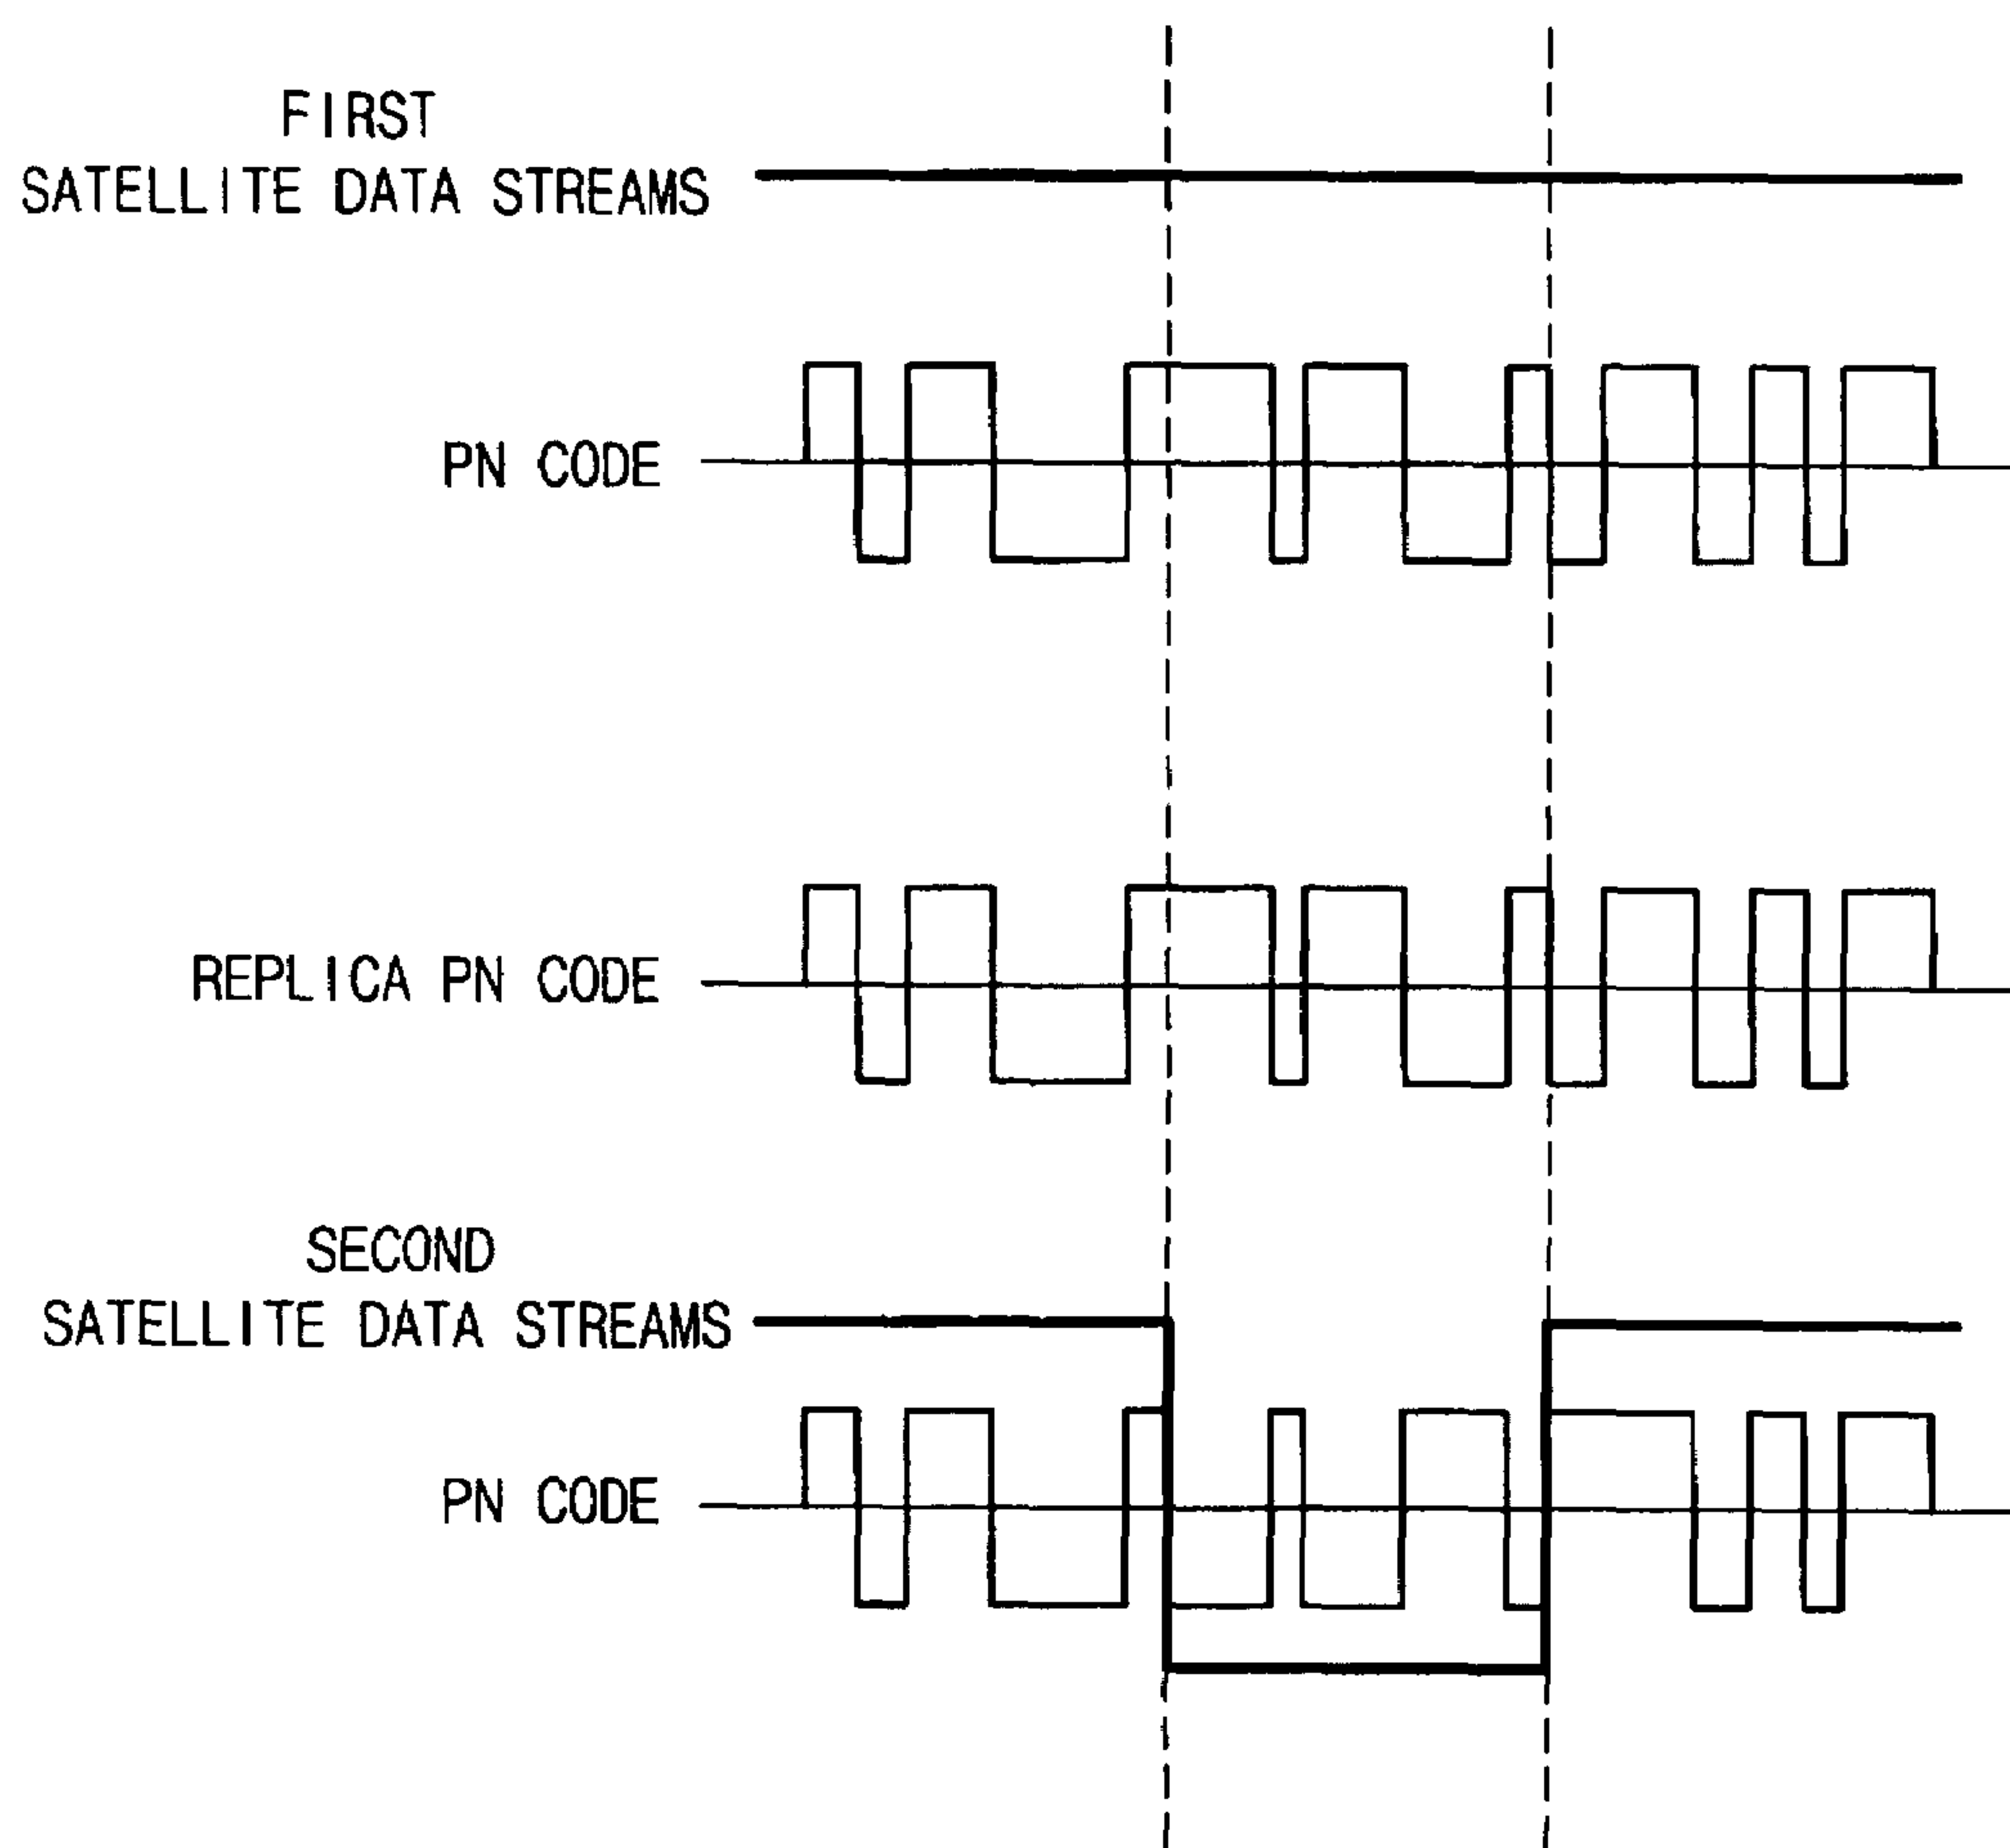 FIRST
SATELLITE DATA STREAMS
PN CODE
REPLICA PN CODE
SECOND
SATELLITE DATA STREAMS
PN CODE